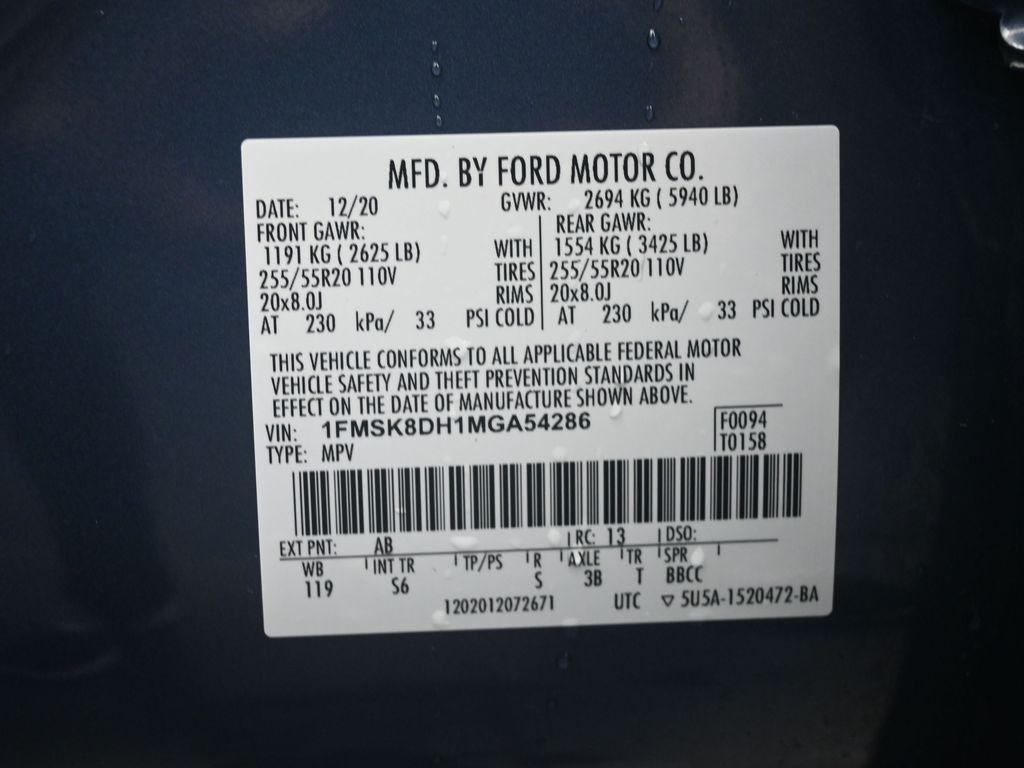 MFD. BY FORD MOTOR CO.
DATE: 12/20 GVWR: 2694 KG ( 5940 LB)
FRONT GAWR: REAR GAWR:
1191 KG ( 2625 LB) WITH 1554 KG ( 3425 LB) WITH
255/55R20 110V TIRES 255/55R20 110V TIRES
20x8.0J RIMS 20x8.0J RIMS
AT 230 kPa/ 33 PSI COLD AT 230 kPa/ 33 PSI COLD
THIS VEHICLE CONFORMS TO ALL APPLICABLE FEDERAL MOTOR
VEHICLE SAFETY AND THEFT PREVENTION STANDARDS IN
EFFECT ON THE DATE OF MANUFACTURE SHOWN ABOVE.
VIN: 1FMSK8DH1MGA54286 F0094
TYPE: MPV T0158
EXT PNT: AB RC: 13 DSO:
WB INT TR TP/PS R AXLE TR SPR
119 S6 S 3B T BBCC
1202012072671 UTC ▽ 5U5A-1520472-BA